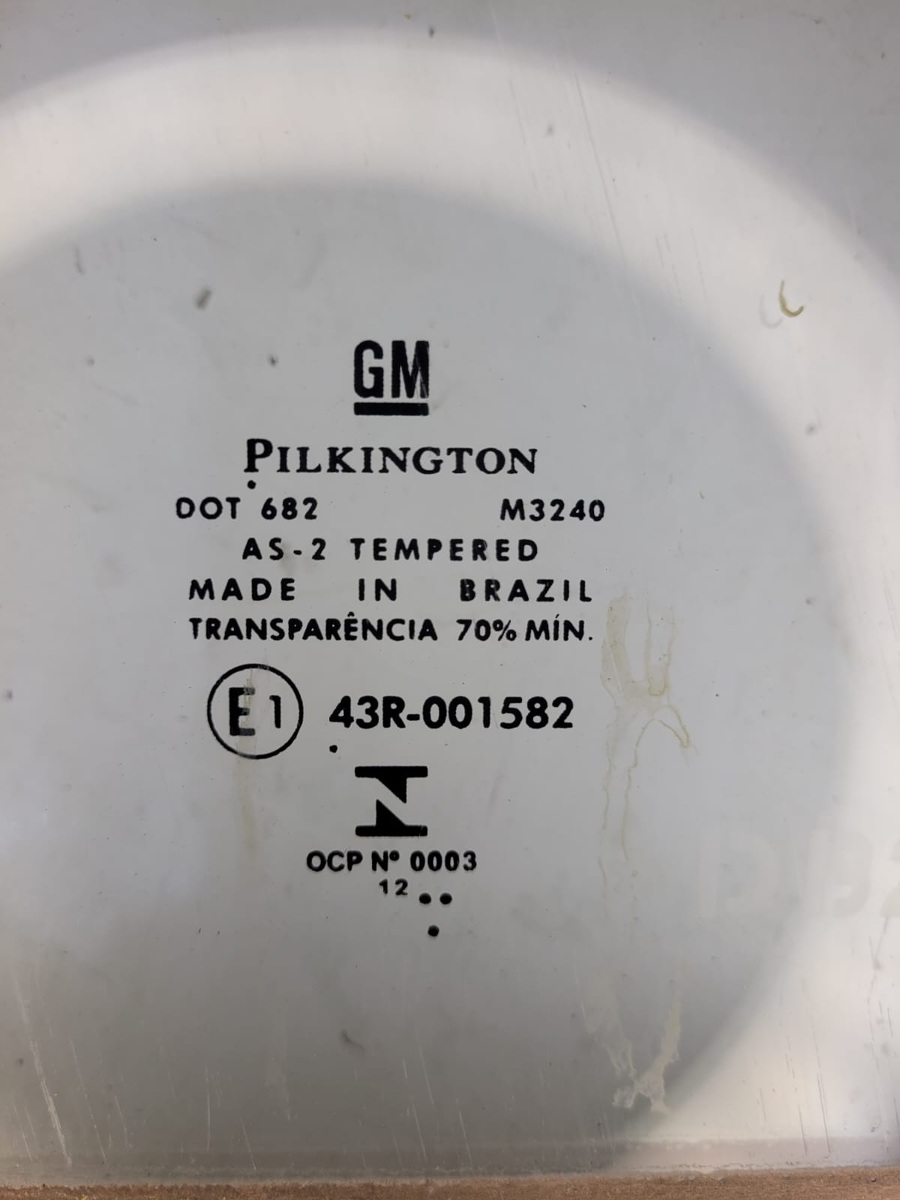 GM
PILKINGTON
DOT 682 M3240
AS-2 TEMPERED
MADE IN BRAZIL
TRANSPARÊNCIA 70% MÍN.
E1 43R-001582
OCP Nº 0003
12